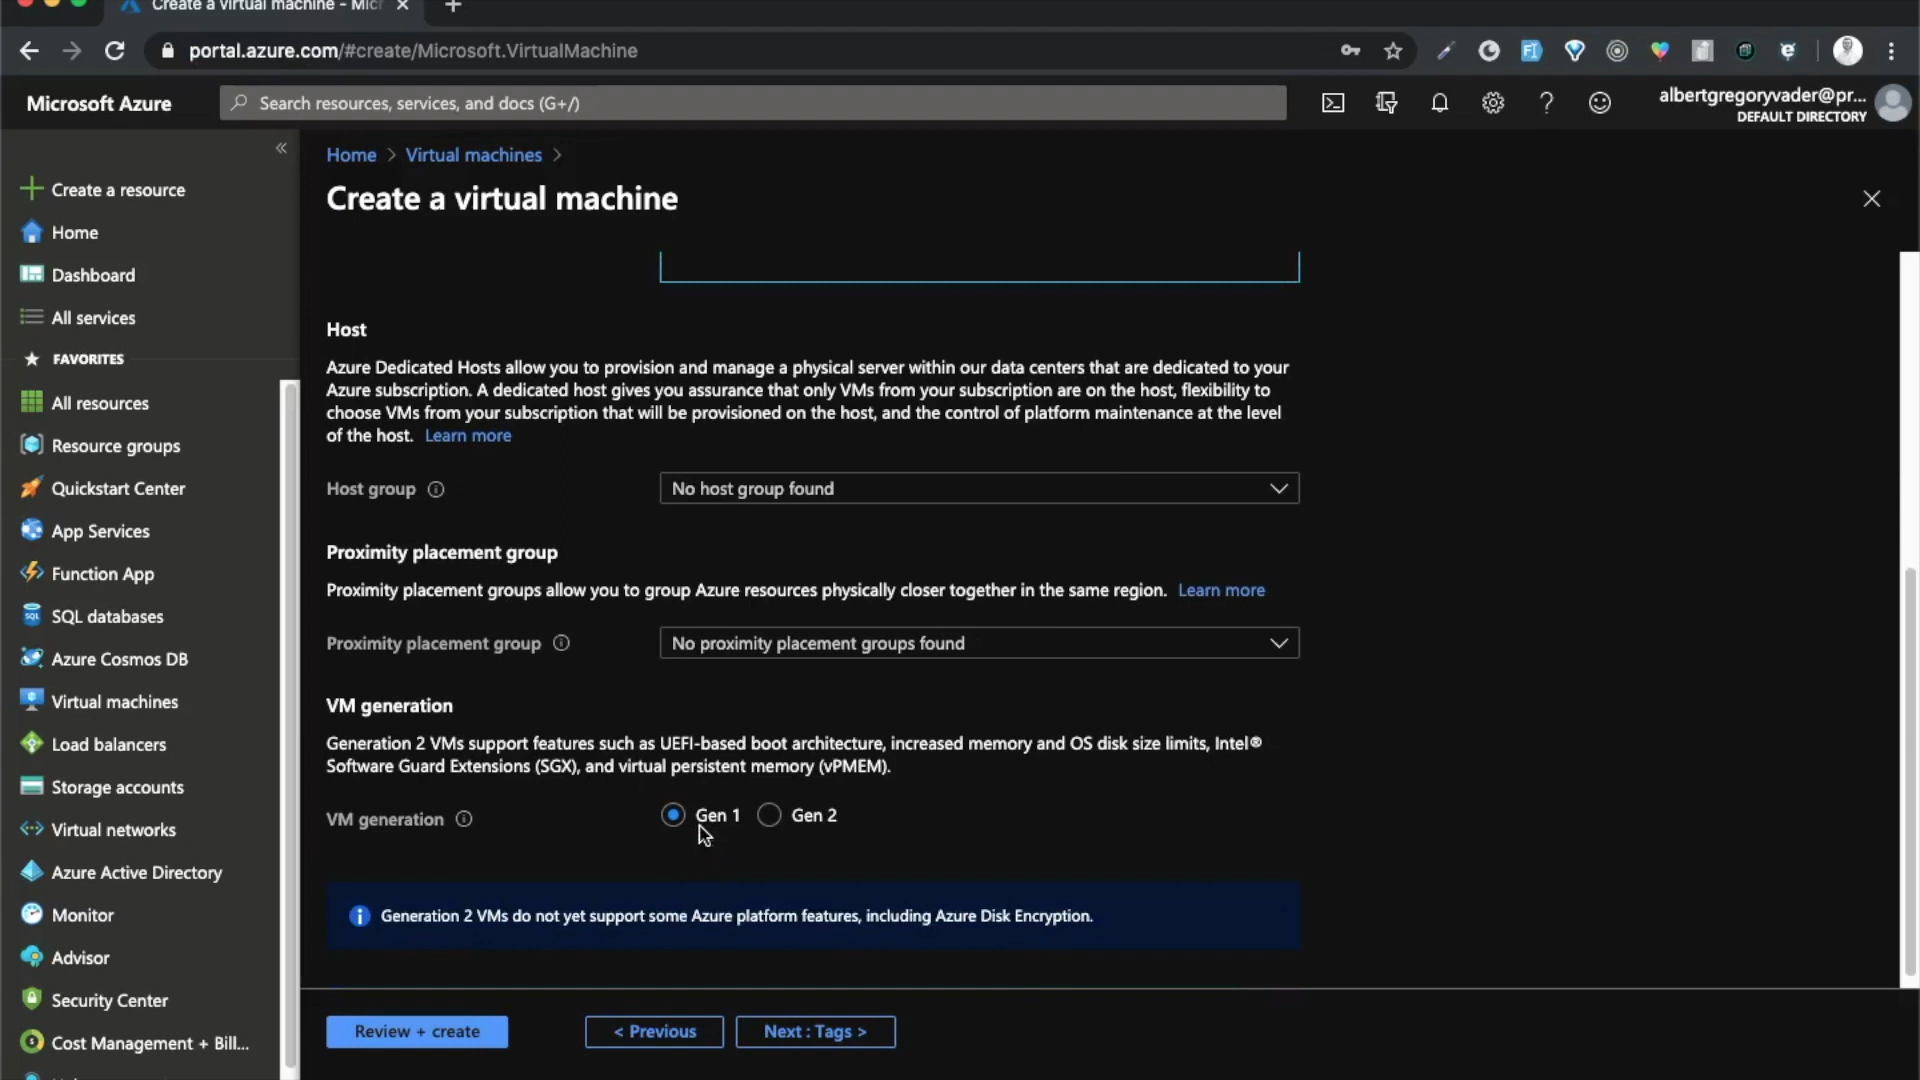 Create a virtual machine - Micr
portal.azure.com/#create/Microsoft.VirtualMachine
Microsoft Azure
Search resources, services, and docs (G+/)
albertgregoryvader@pr...
DEFAULT DIRECTORY
Create a resource
Home
Dashboard
All services
FAVORITES
All resources
Resource groups
Quickstart Center
App Services
Function App
SQL databases
Azure Cosmos DB
Virtual machines
Load balancers
Storage accounts
Virtual networks
Azure Active Directory
Monitor
Advisor
Security Center
Cost Management + Bill...
Home > Virtual machines >
Create a virtual machine
Host
Azure Dedicated Hosts allow you to provision and manage a physical server within our data centers that are dedicated to your
Azure subscription. A dedicated host gives you assurance that only VMs from your subscription are on the host, flexibility to
choose VMs from your subscription that will be provisioned on the host, and the control of platform maintenance at the level
of the host. Learn more
Host group
No host group found
Proximity placement group
Proximity placement groups allow you to group Azure resources physically closer together in the same region. Learn more
Proximity placement group
No proximity placement groups found
VM generation
Generation 2 VMs support features such as UEFI-based boot architecture, increased memory and OS disk size limits, Intel®
Software Guard Extensions (SGX), and virtual persistent memory (vPMEM).
VM generation
Gen 1
Gen 2
Generation 2 VMs do not yet support some Azure platform features, including Azure Disk Encryption.
Review + create
< Previous
Next : Tags >